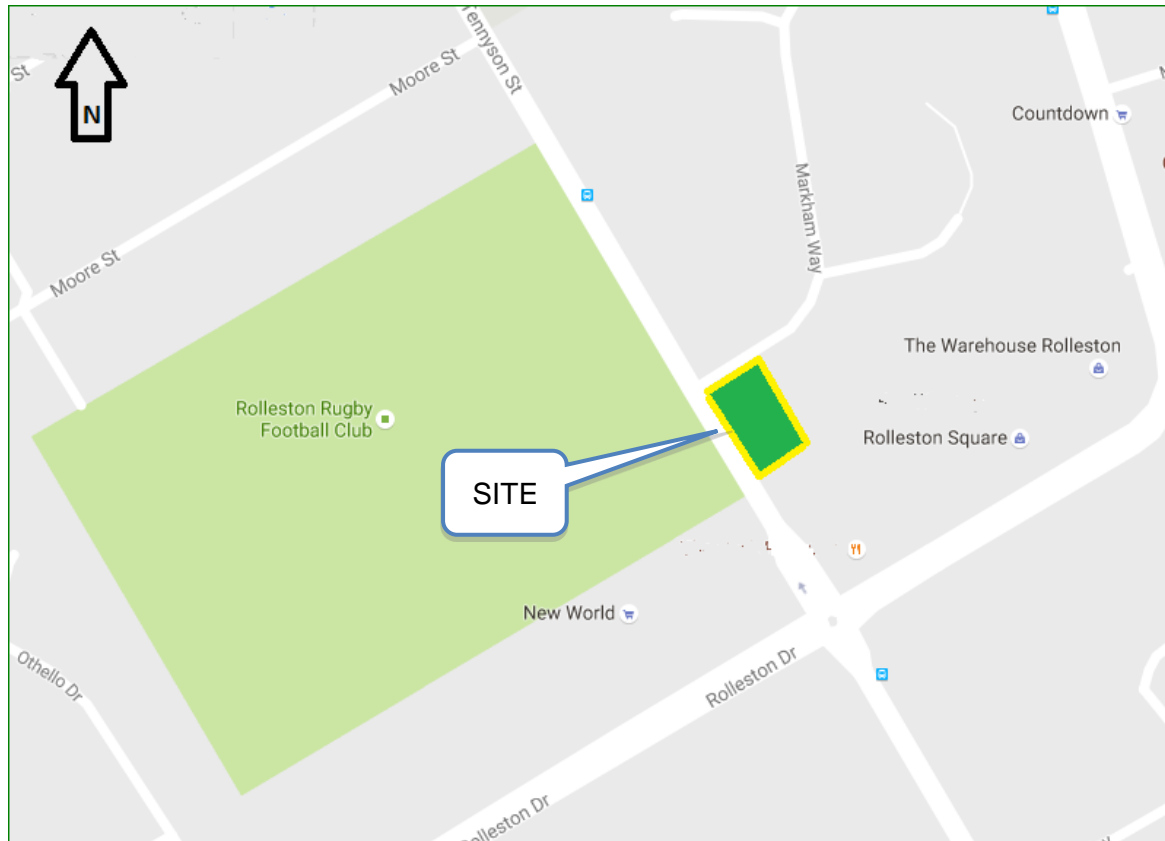 Tennyson St
St
N
Moore St
Countdown
Markham Way
Moore St
The Warehouse Rolleston
Rolleston Rugby
Football Club
Rolleston Square
SITE
New World
Othello Dr
Rolleston Dr
Rolleston Dr